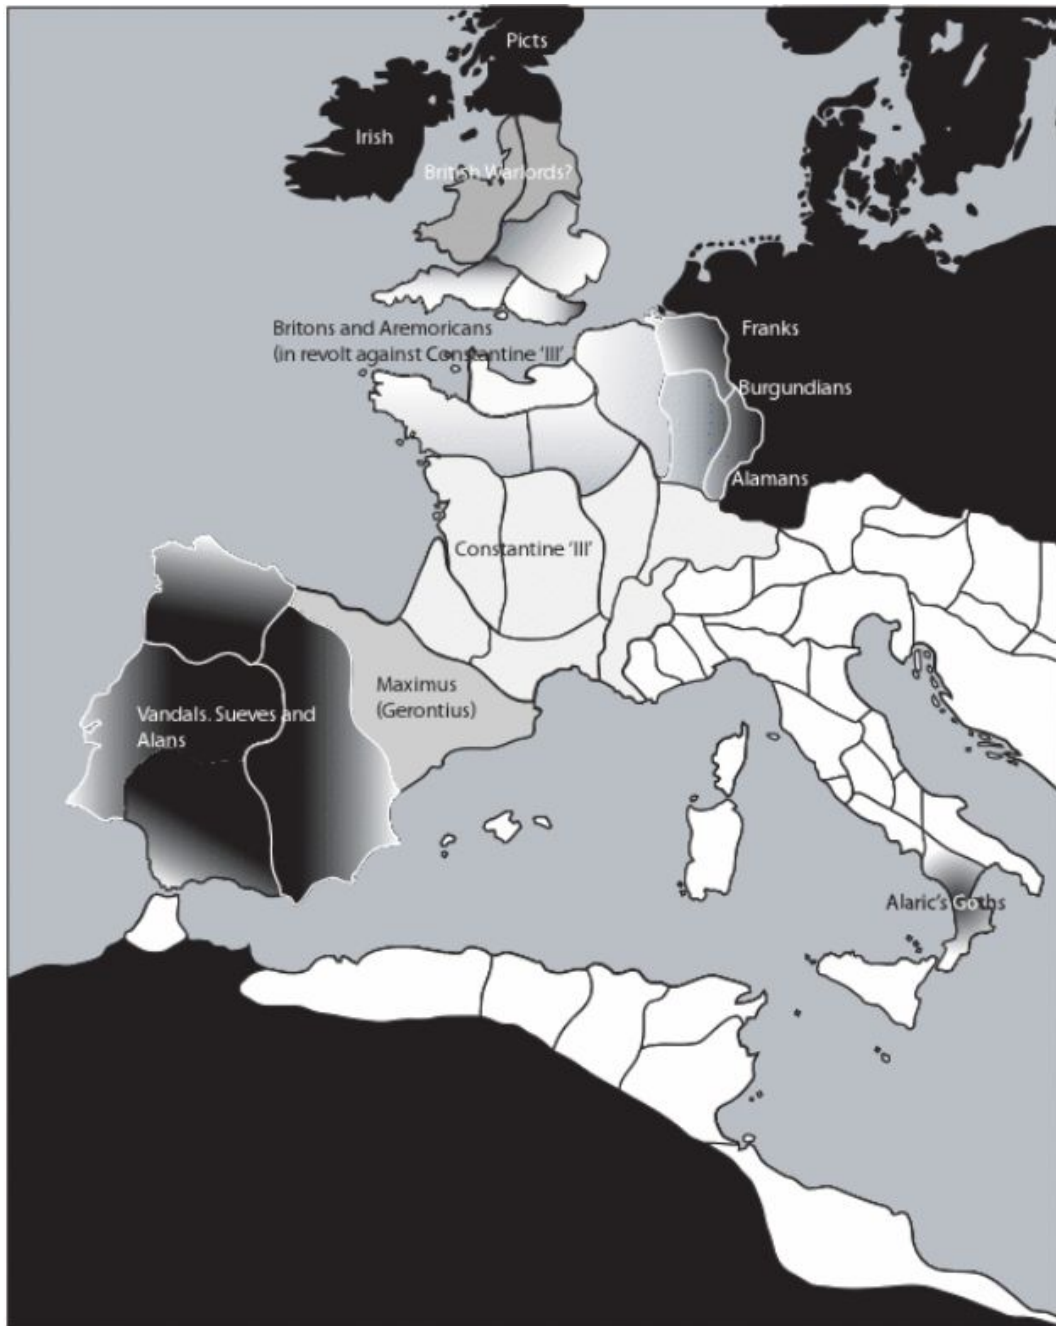 Picts
Irish
British Warlords?
Britons and Aremoricans
(in revolt against Constantine ‘III’
Franks
Burgundians
Alamans
Constantine ‘III’
Maximus
(Gerontius)
Vandals. Sueves and
Alans
Alaric's Goths